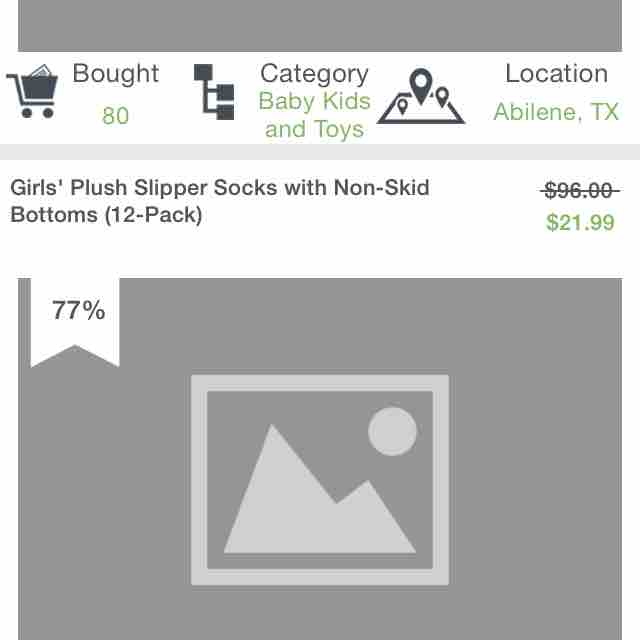 Bought
80
Category
Baby Kids
and Toys
Location
Abilene, TX
Girls' Plush Slipper Socks with Non-Skid
Bottoms (12-Pack)
$96.00
$21.99
77%